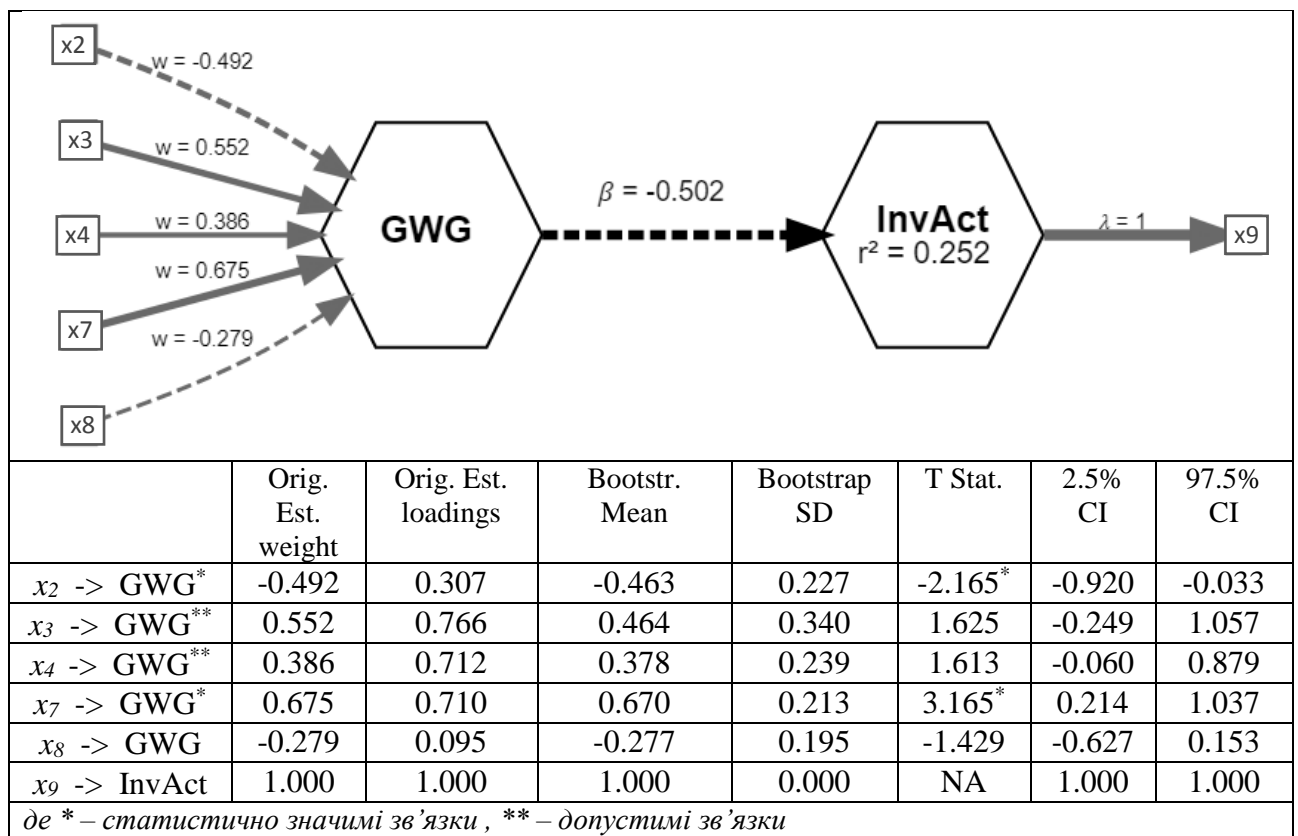 x2
w = -0.492
x3
w = 0.552
β = -0.502
x4
w = 0.386
GWG
InvAct
r² = 0.252
λ = 1
x9
w = 0.675
x7
w = -0.279
x8
Orig. Est. weight Orig. Est. loadings Bootstr. Mean Bootstrap SD T Stat. 2.5% CI 97.5% CI
x2 -> GWG* -0.492 0.307 -0.463 0.227 -2.165* -0.920 -0.033
x3 -> GWG** 0.552 0.766 0.464 0.340 1.625 -0.249 1.057
x4 -> GWG** 0.386 0.712 0.378 0.239 1.613 -0.060 0.879
x7 -> GWG* 0.675 0.710 0.670 0.213 3.165* 0.214 1.037
x8 -> GWG -0.279 0.095 -0.277 0.195 -1.429 -0.627 0.153
x9 -> InvAct 1.000 1.000 1.000 0.000 NA 1.000 1.000
де * – статистично значимі зв’язки , ** – допустимі зв’язки